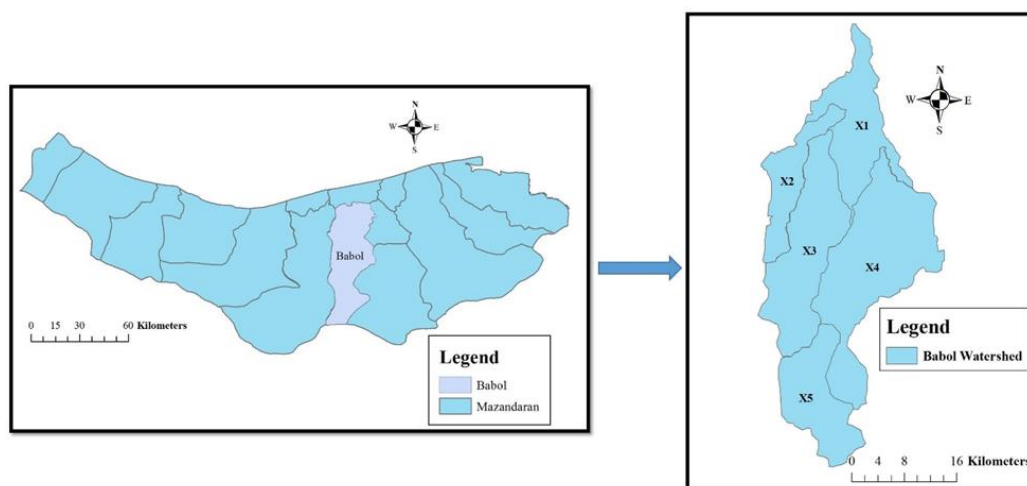 N
W E
S
Babol
0 15 30 60 Kilometers
Legend
Babol
Mazandaran
N
W E
S
X1
X2
X3
X4
X5
Legend
Babol Watershed
0 4 8 16 Kilometers